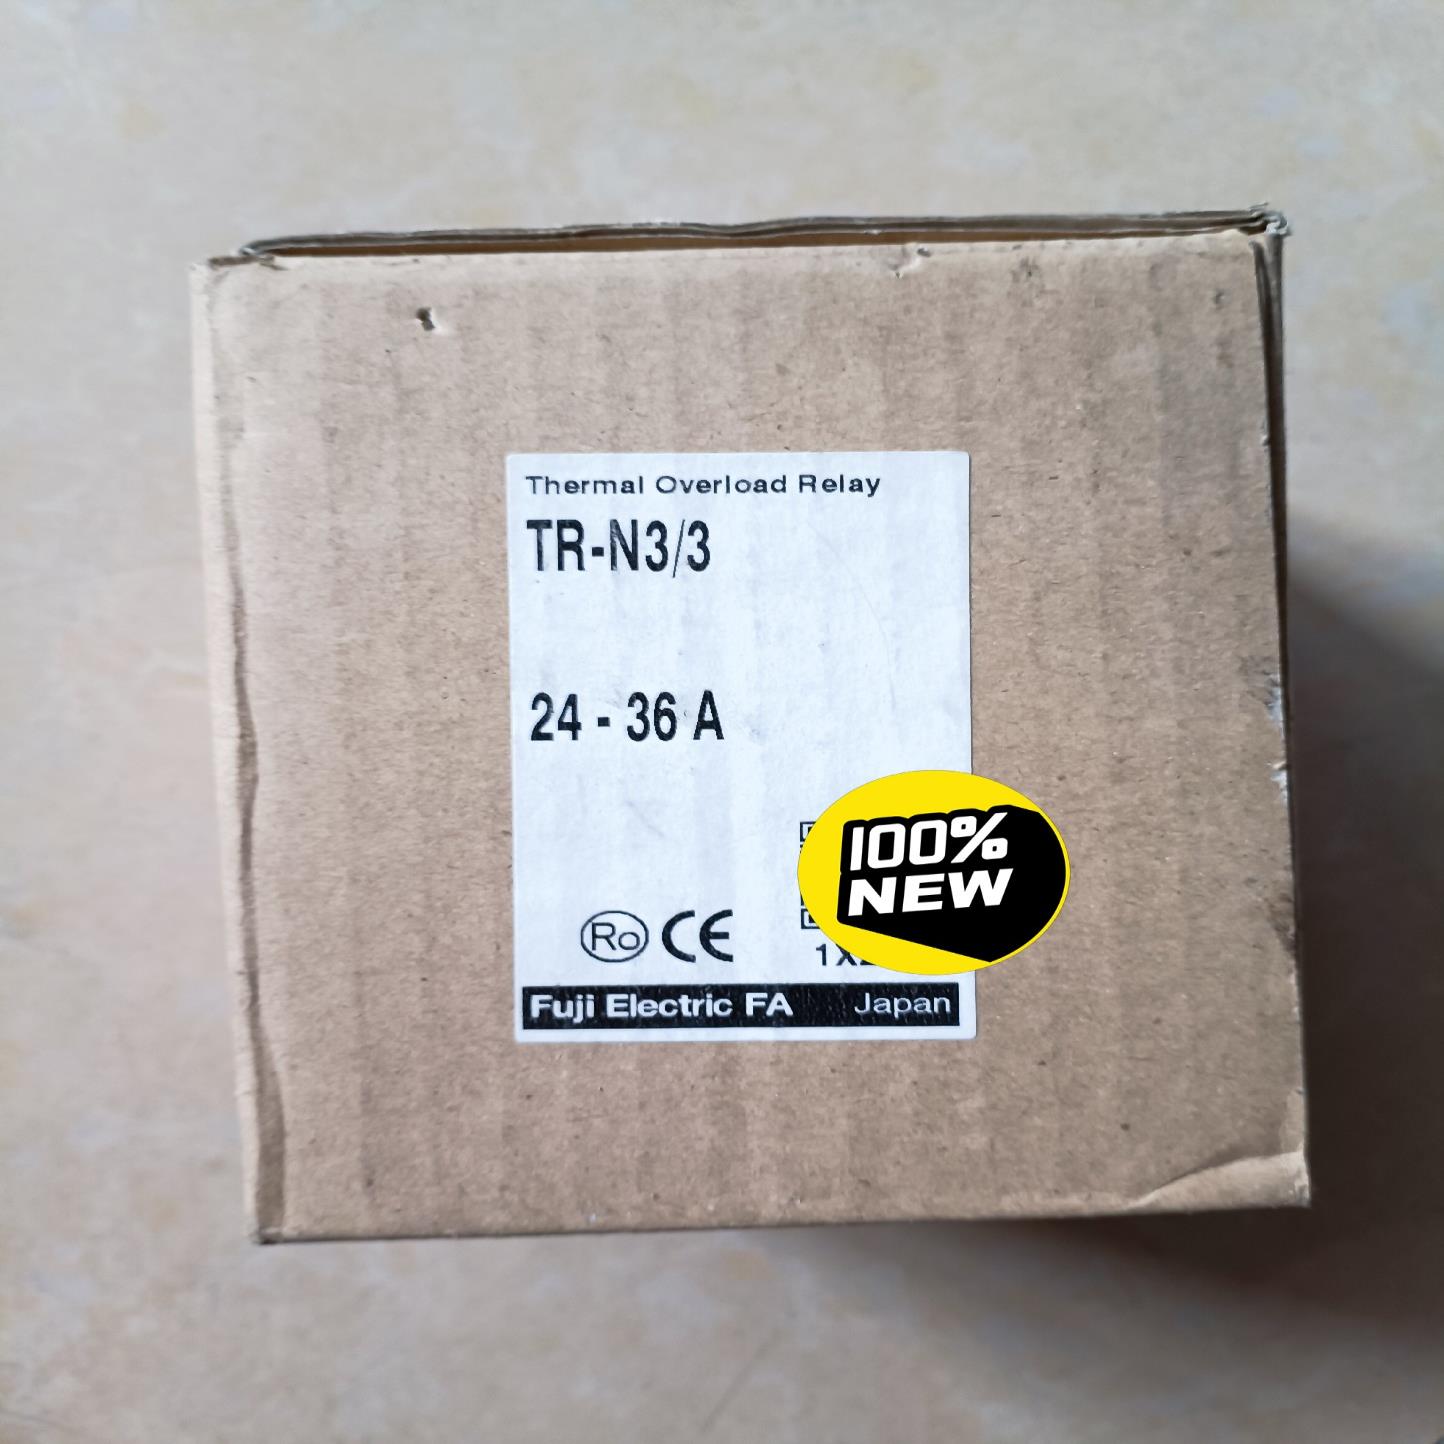 Thermal Overload Relay
TR-N3/3
24 - 36 A
100%
NEW
Ro CE
Fuji Electric FA Japan